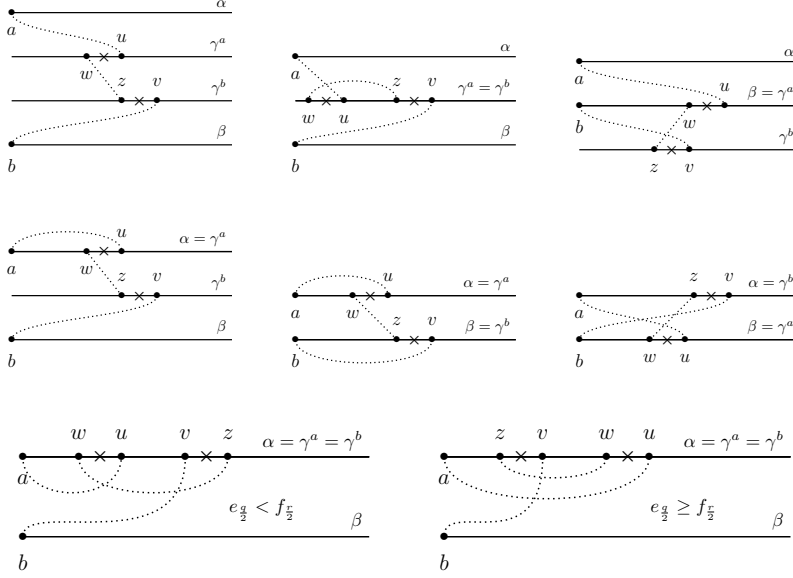 α
a
u
γ^a
w
z
v
γ^b
β
b
α
a
z
v
γ^a = γ^b
w
u
β
b
α
a
u
β = γ^a
b
w
γ^b
z
v
u
α = γ^a
a
w
z
v
γ^b
β
b
u
α = γ^a
a
w
z
v
β = γ^b
b
z
v
α = γ^b
a
β = γ^a
b
w
u
w u v z α = γ^a = γ^b
a
e_{q/2} < f_{r/2}
β
b
z v w u α = γ^a = γ^b
a
e_{q/2} ≥ f_{r/2}
β
b